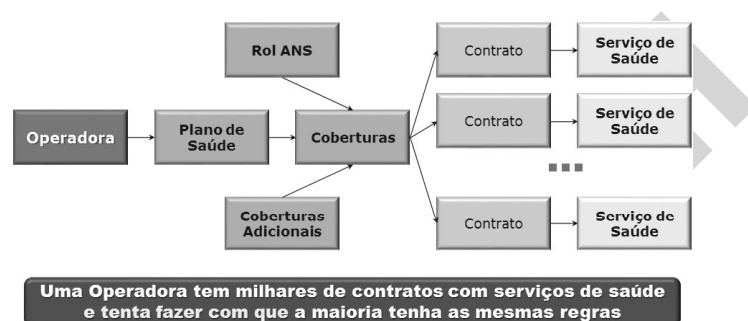 Rol ANS
Contrato
Serviço de
Saúde
Operadora
Plano de
Saúde
Coberturas
Contrato
Serviço de
Saúde
Coberturas
Adicionais
Contrato
Serviço de
Saúde
Uma Operadora tem milhares de contratos com serviços de saúde
e tenta fazer com que a maioria tenha as mesmas regras